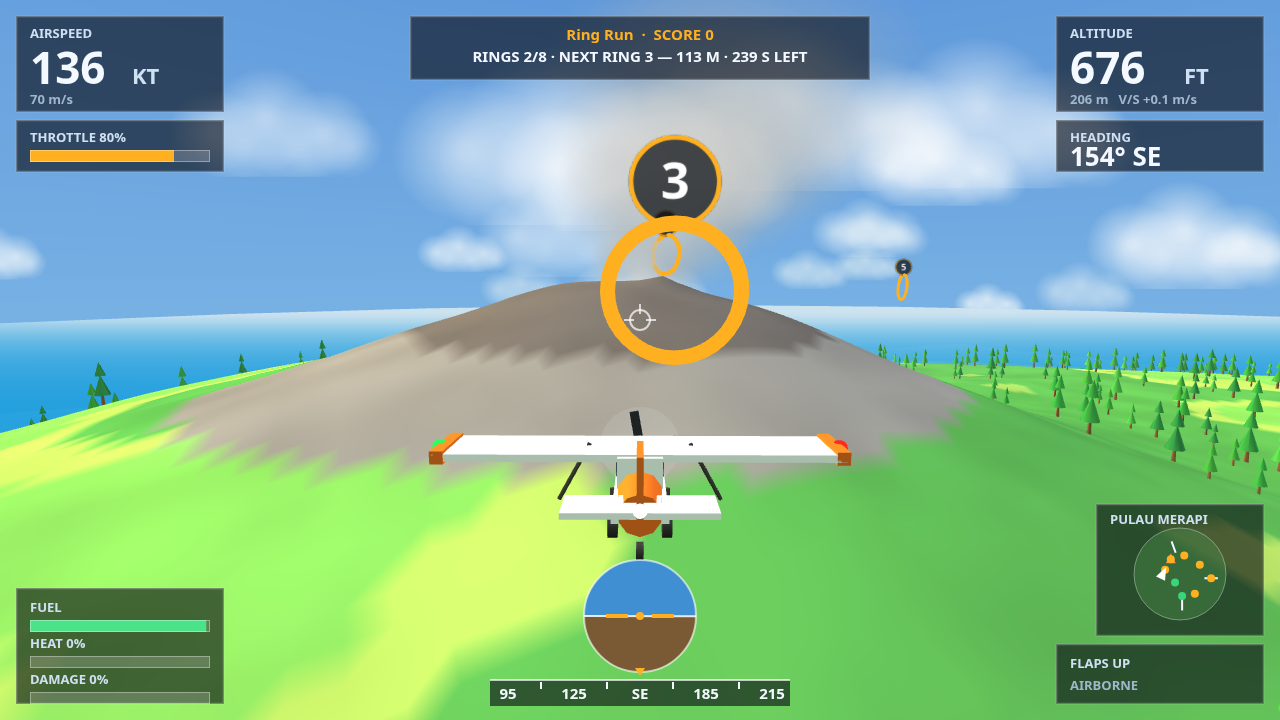 AIRSPEED
136 KT
70 m/s
THROTTLE 80%
Ring Run · SCORE 0
RINGS 2/8 · NEXT RING 3 — 113 M · 239 S LEFT
ALTITUDE
676 FT
206 m V/S +0.1 m/s
HEADING
154° SE
3
5
PULAU MERAPI
FUEL
HEAT 0%
DAMAGE 0%
FLAPS UP
AIRBORNE
95 125 SE 185 215